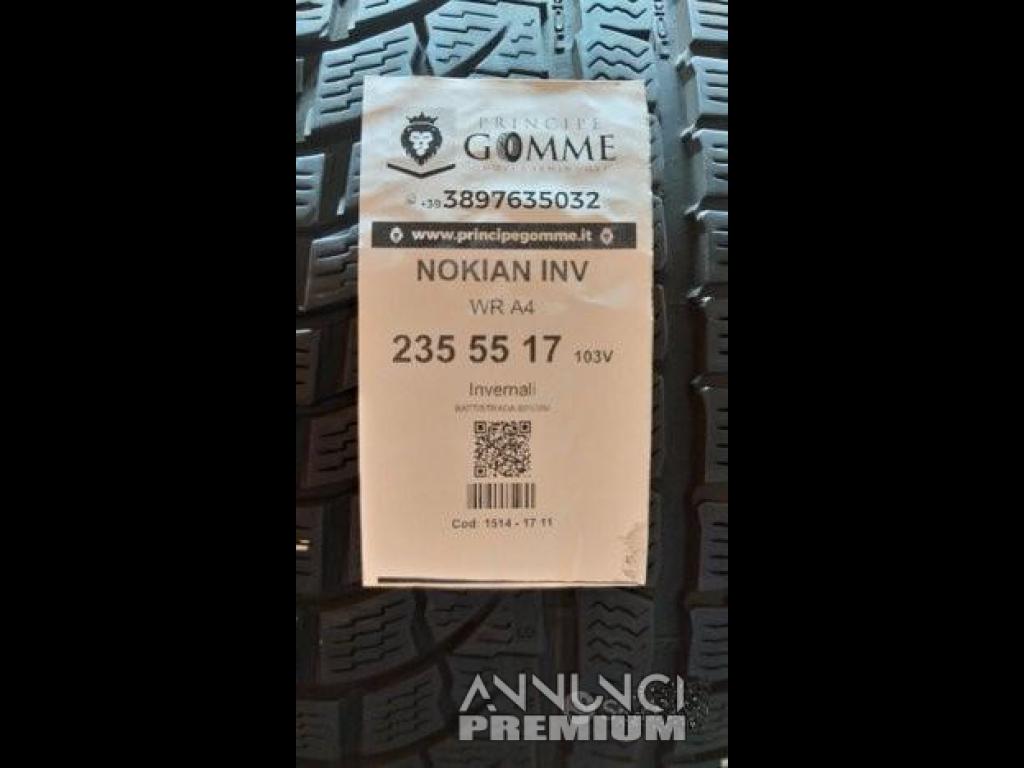 PRINCIPE
GOMME
+39 3897635032
www.principegomme.it
NOKIAN INV
WR A4
235 55 17 103V
Invernali
BATTISTRADA
Cod: 1514 - 17 11
ANNUNCI
PREMIUM